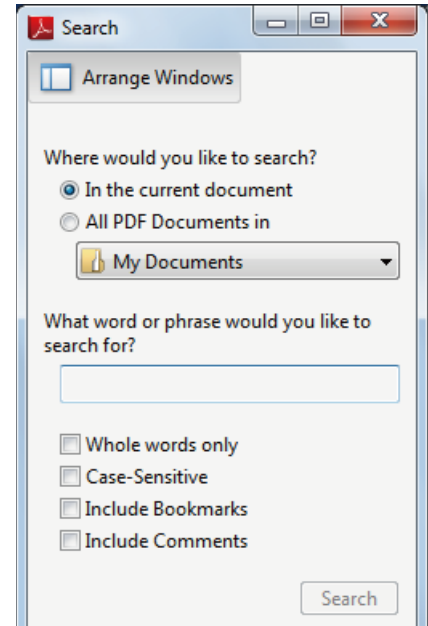 Search
Arrange Windows
Where would you like to search?
In the current document
All PDF Documents in
My Documents
What word or phrase would you like to
search for?
Whole words only
Case-Sensitive
Include Bookmarks
Include Comments
Search